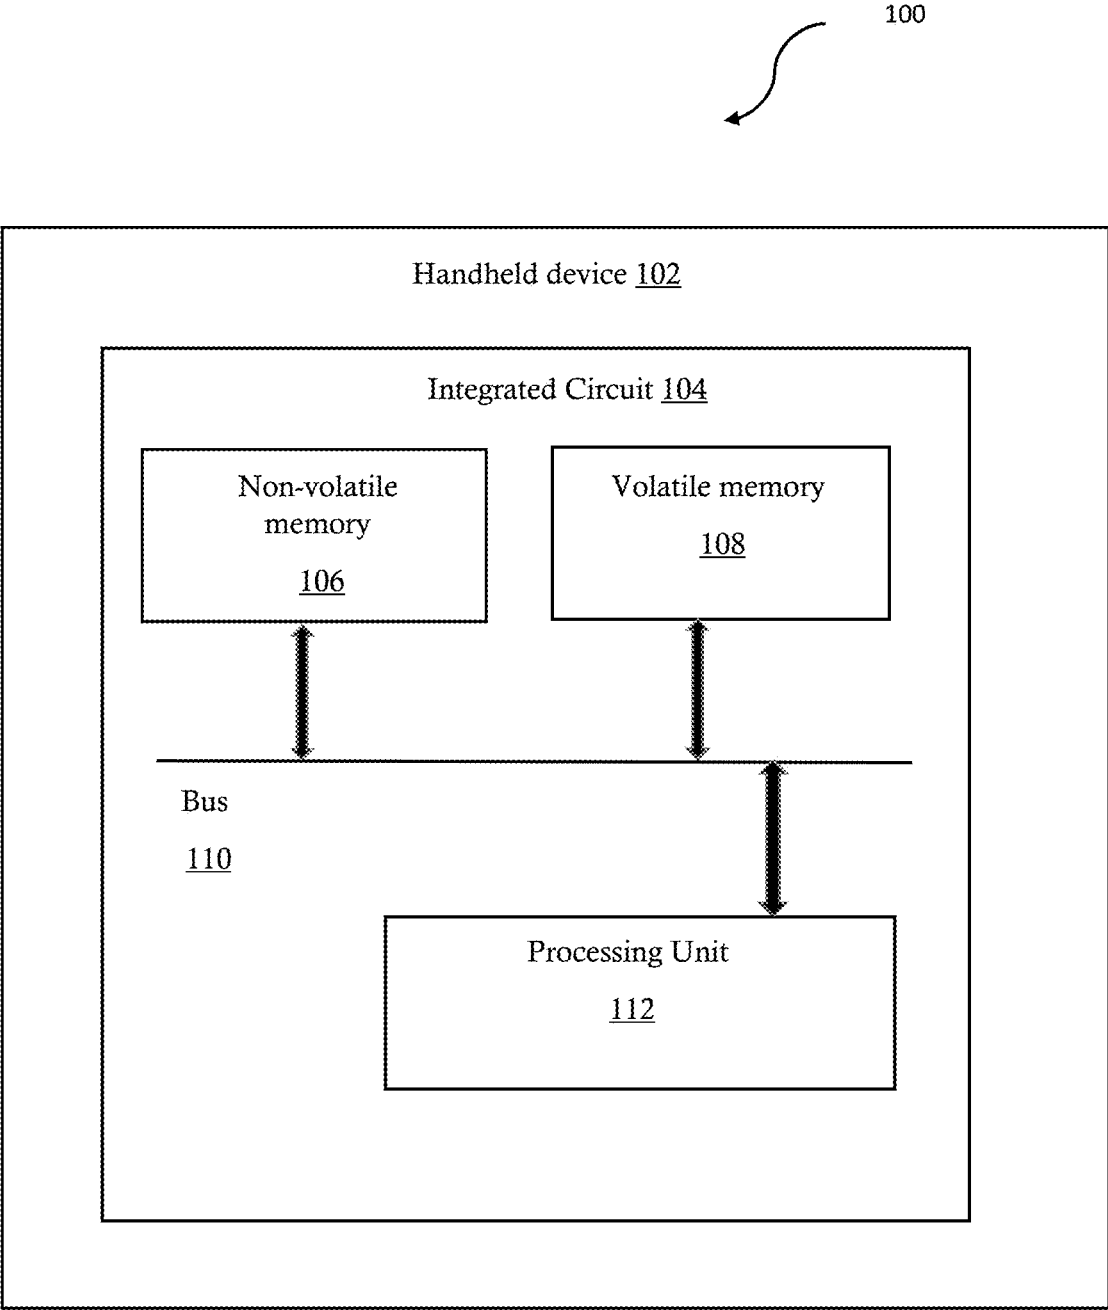 100
Handheld device 102
Integrated Circuit 104
Non-volatile
memory
106
Volatile memory
108
Bus
110
Processing Unit
112